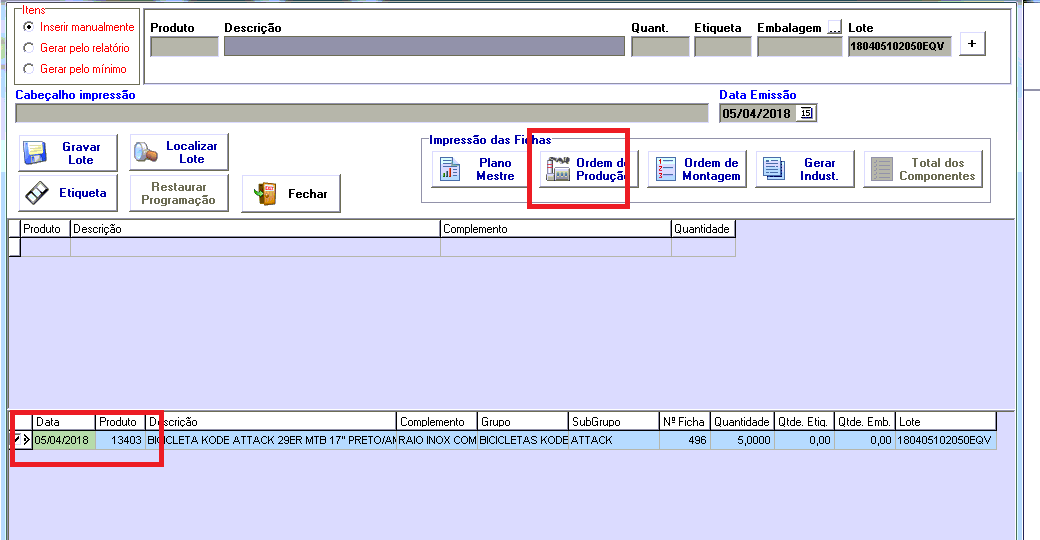 Itens
Inserir manualmente
Gerar pelo relatório
Gerar pelo mínimo
Produto Descrição Quant. Etiqueta Embalagem ... Lote
180405102050EQV +
Cabeçalho impressão Data Emissão
05/04/2018 15
Gravar Lote
Localizar Lote
Etiqueta
Restaurar Programação
Fechar
Impressão das Fichas
Plano Mestre
Ordem de Produção
Ordem de Montagem
Gerar Indust.
Total dos Componentes
Produto Descrição Complemento Quantidade
Data Produto Descrição Complemento Grupo SubGrupo Nº Ficha Quantidade Qtde. Etiq. Qtde. Emb. Lote
05/04/2018 13403 BICICLETA KODE ATTACK 29ER MTB 17" PRETO/AM RAIO INOX COM BICICLETAS KODE ATTACK 496 5,0000 0,00 0,00 180405102050EQV